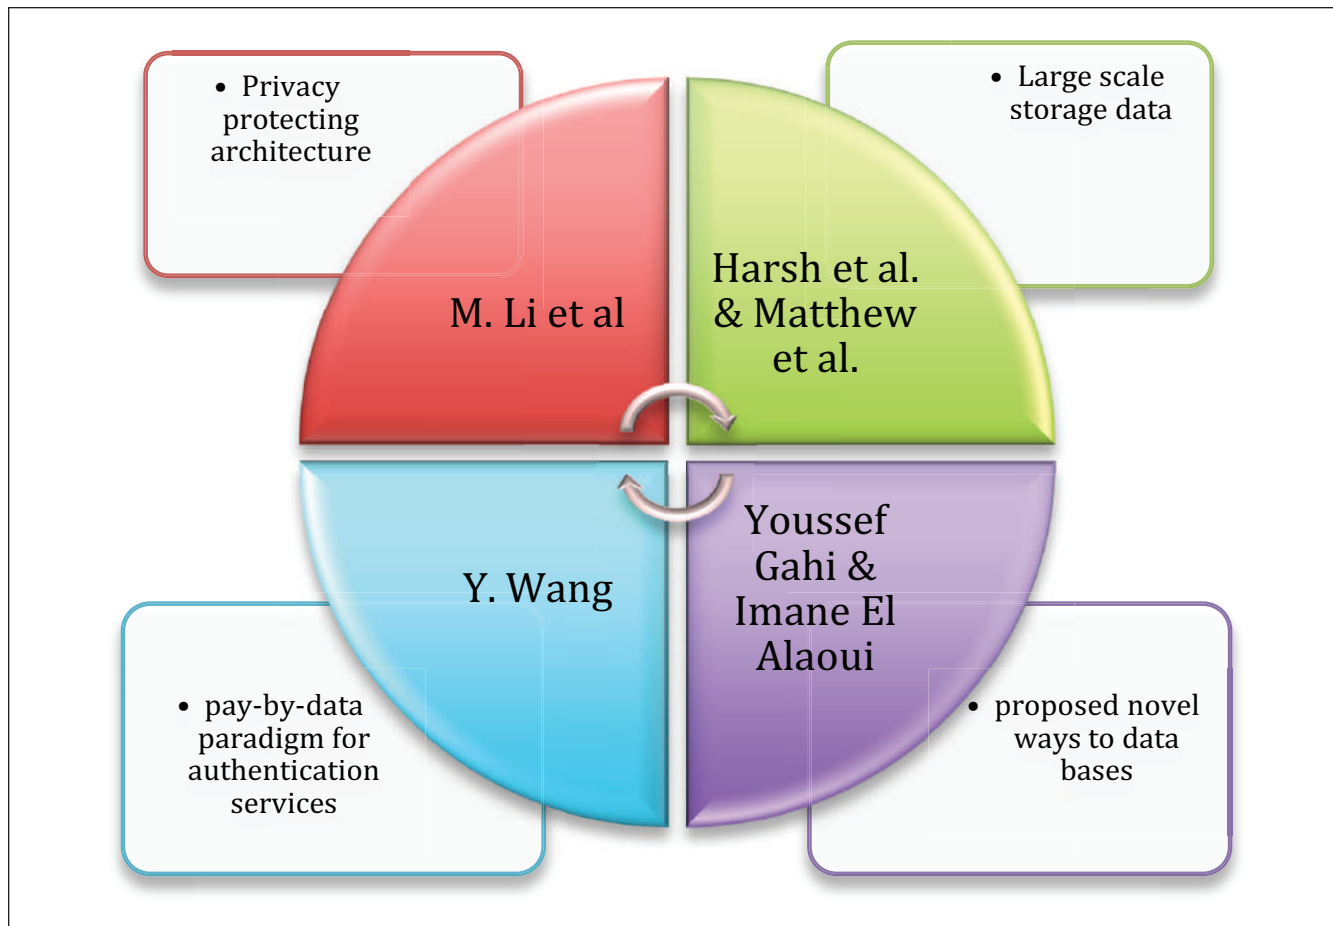 • Privacy
protecting
architecture
• Large scale
storage data
M. Li et al
Harsh et al.
& Matthew
et al.
Y. Wang
Youssef
Gahi &
Imane El
Alaoui
• pay-by-data
paradigm for
authentication
services
• proposed novel
ways to data
bases